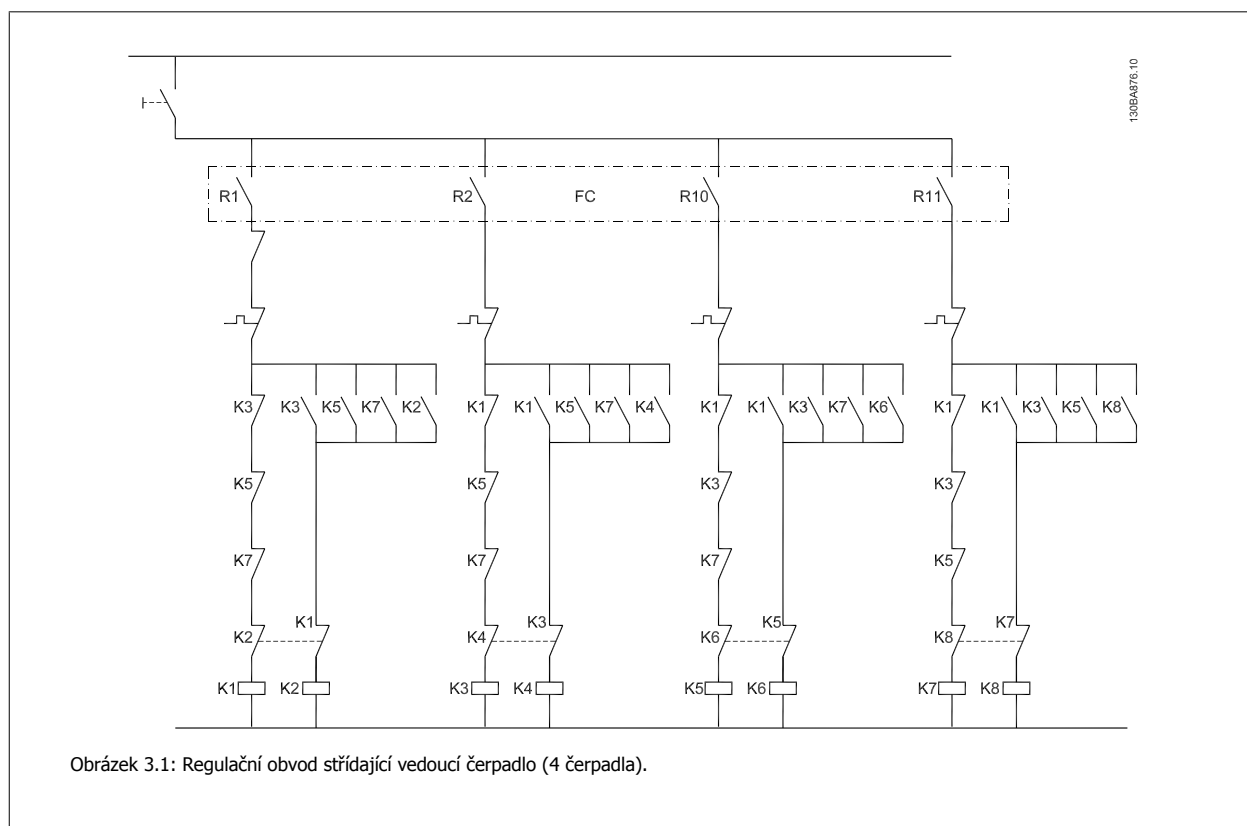 130BA876.10
R1 R2 FC R10 R11
K3 K3 K5 K7 K2 K1 K1 K5 K7 K4 K1 K1 K3 K7 K6 K1 K1 K3 K5 K8
K5 K5 K3 K3
K7 K7 K7 K5
K2 K1 K4 K3 K6 K5 K8 K7
K1 K2 K3 K4 K5 K6 K7 K8
Obrázek 3.1: Regulační obvod střídající vedoucí čerpadlo (4 čerpadla).